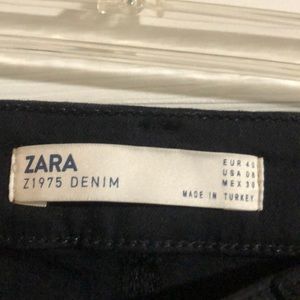 ZARA
Z1975 DENIM
EUR 40
USA 08
MEX 30
MADE IN TURKEY